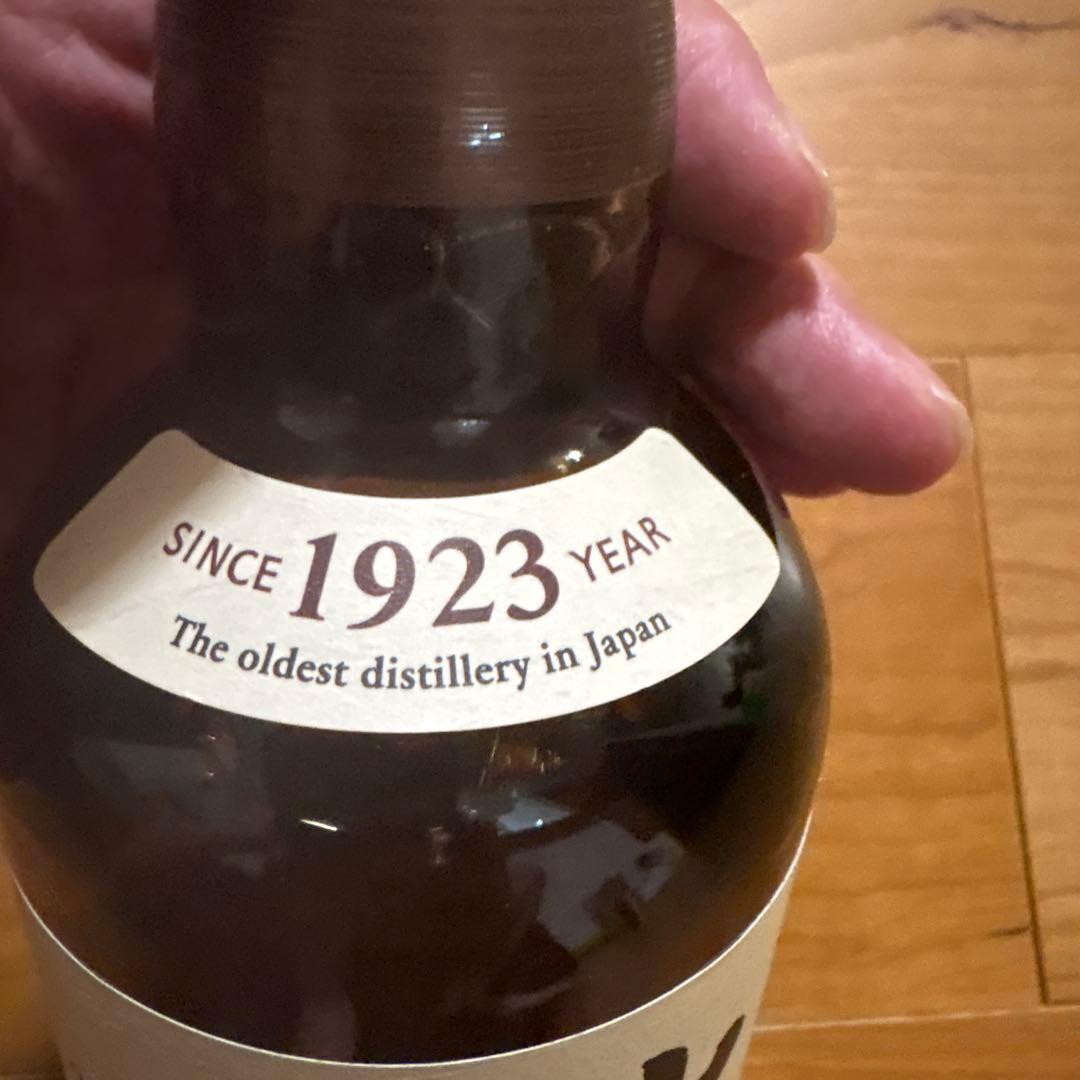 SINCE 1923 YEAR
The oldest distillery in Japan